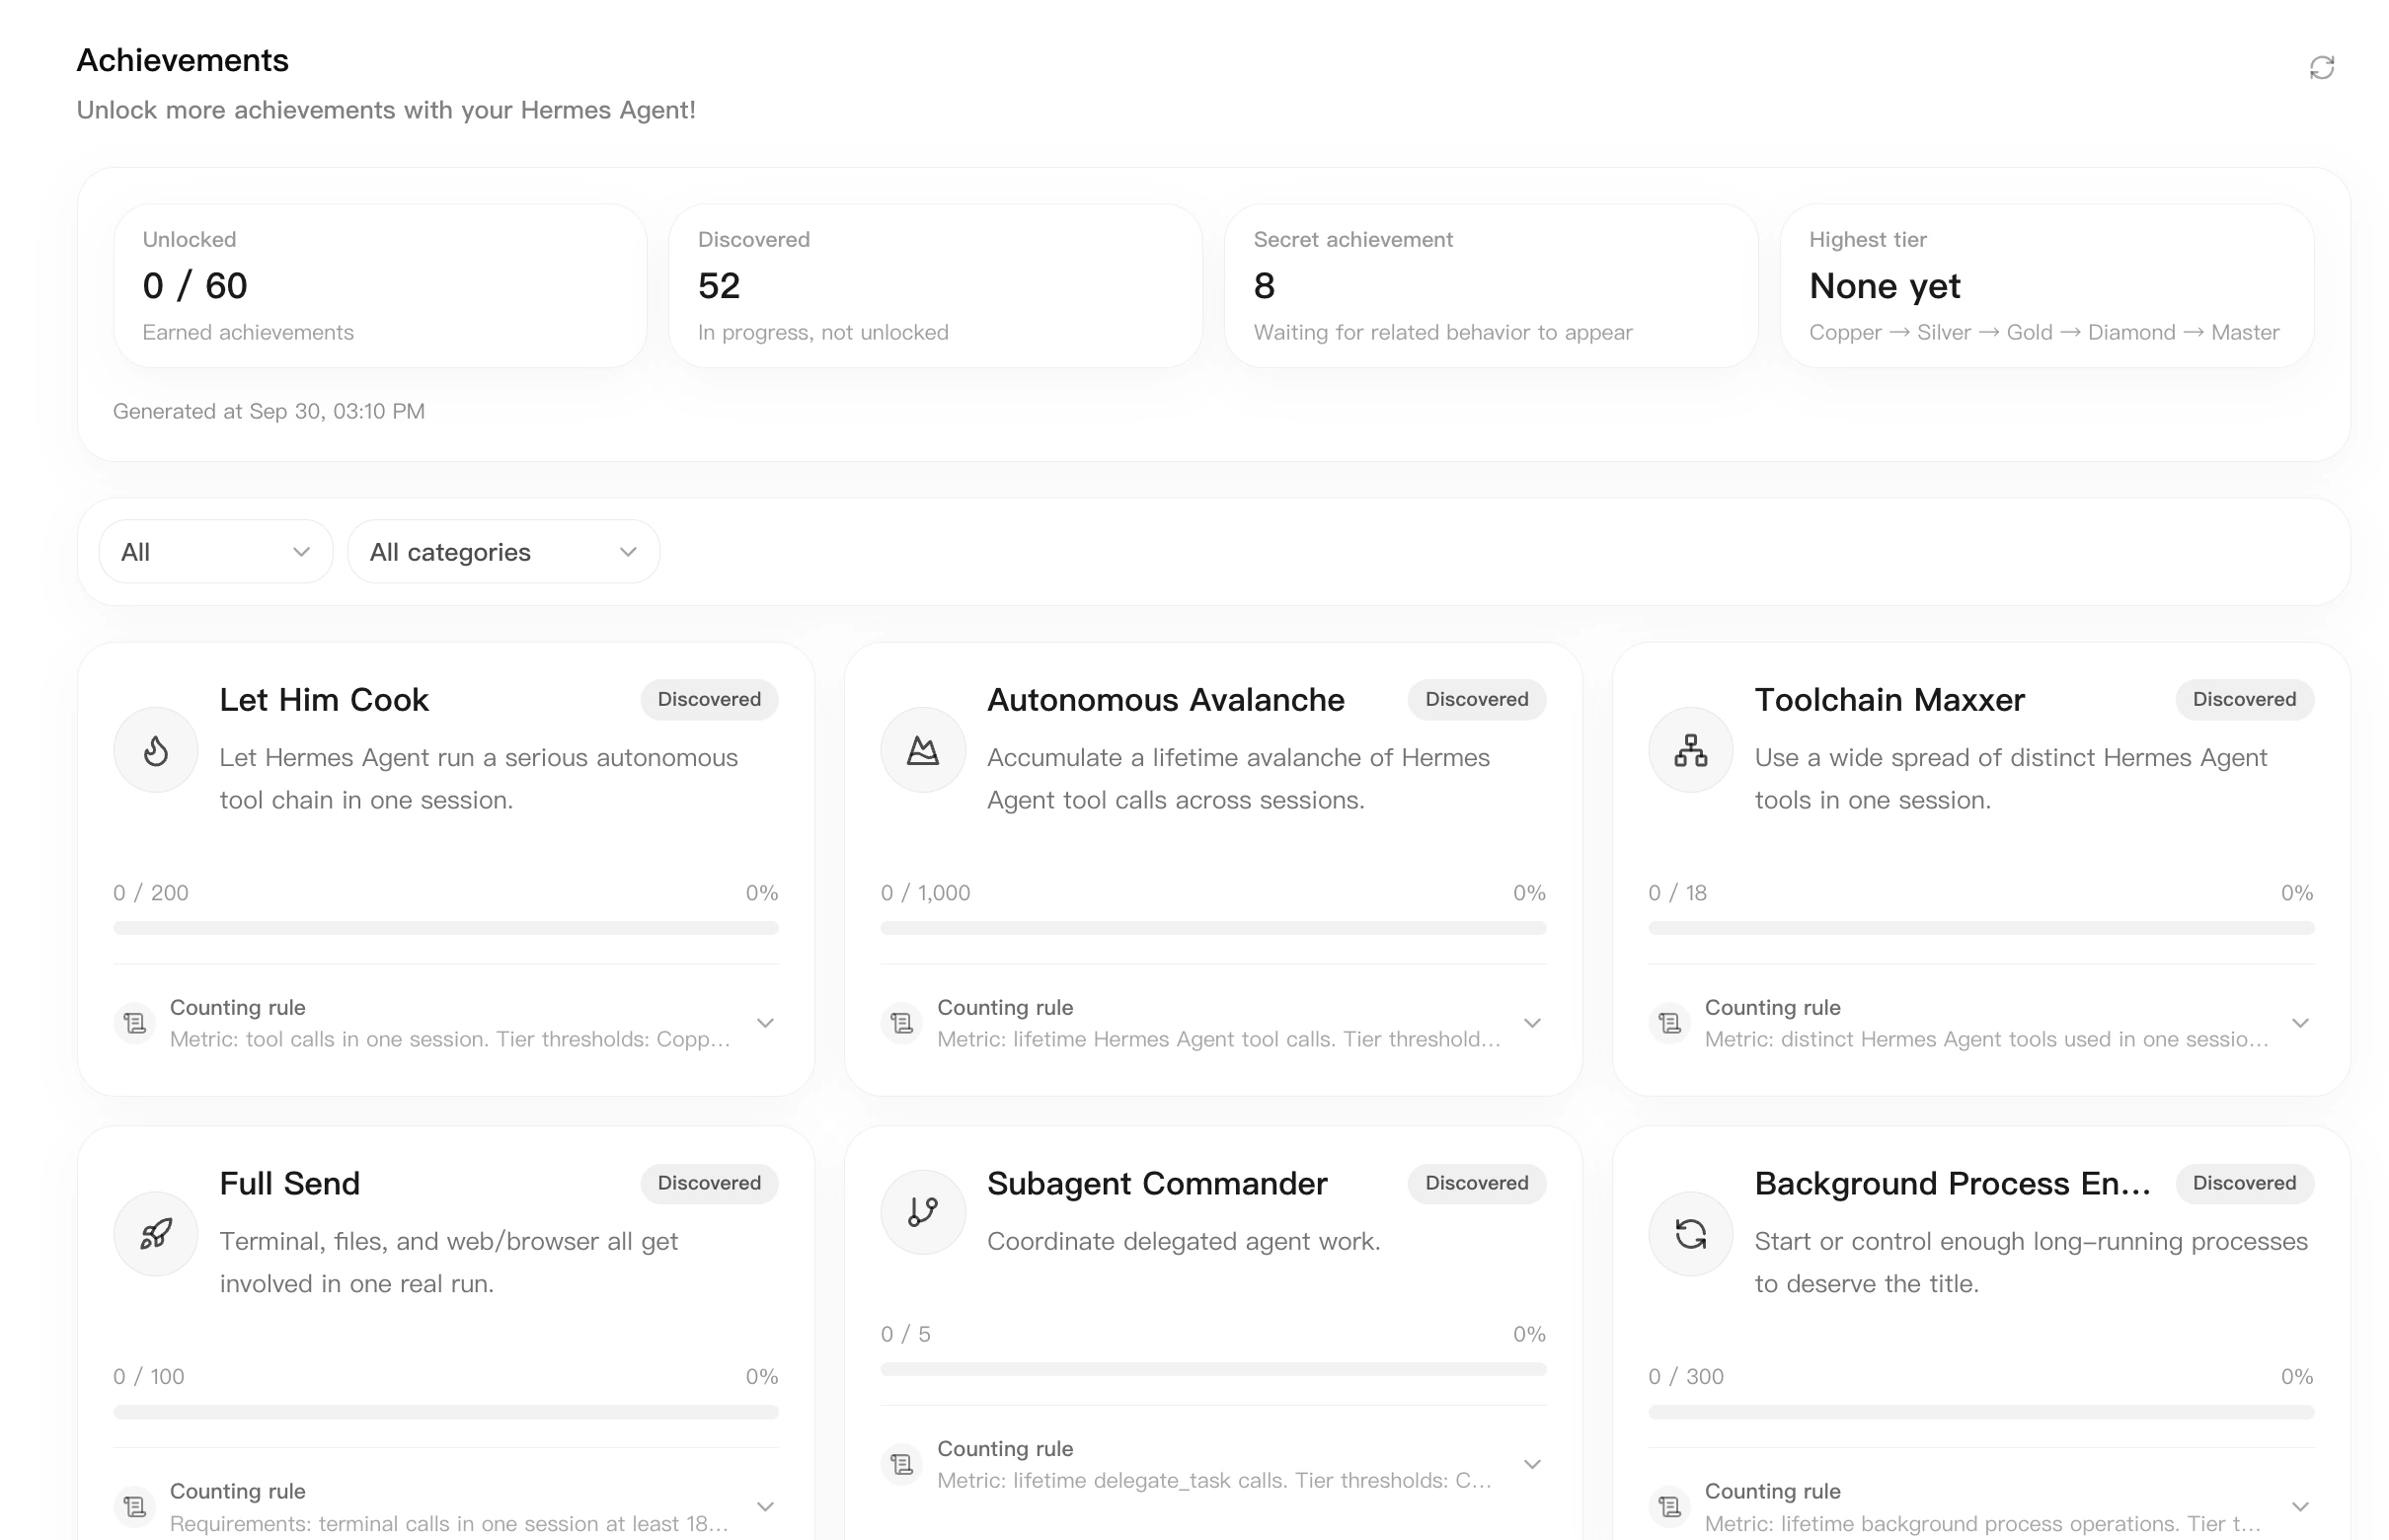 Achievements
Unlock more achievements with your Hermes Agent!
Unlocked
0 / 60
Earned achievements
Discovered
52
In progress, not unlocked
Secret achievement
8
Waiting for related behavior to appear
Highest tier
None yet
Copper → Silver → Gold → Diamond → Master
Generated at Sep 30, 03:10 PM
All
All categories
Let Him Cook
Discovered
Let Hermes Agent run a serious autonomous
tool chain in one session.
0 / 200
0%
Counting rule
Metric: tool calls in one session. Tier thresholds: Copp...
Autonomous Avalanche
Discovered
Accumulate a lifetime avalanche of Hermes
Agent tool calls across sessions.
0 / 1,000
0%
Counting rule
Metric: lifetime Hermes Agent tool calls. Tier threshold...
Toolchain Maxxer
Discovered
Use a wide spread of distinct Hermes Agent
tools in one session.
0 / 18
0%
Counting rule
Metric: distinct Hermes Agent tools used in one sessio...
Full Send
Discovered
Terminal, files, and web/browser all get
involved in one real run.
0 / 100
0%
Counting rule
Requirements: terminal calls in one session at least 18...
Subagent Commander
Discovered
Coordinate delegated agent work.
0 / 5
0%
Counting rule
Metric: lifetime delegate_task calls. Tier thresholds: C...
Background Process En...
Discovered
Start or control enough long-running processes
to deserve the title.
0 / 300
0%
Counting rule
Metric: lifetime background process operations. Tier t...